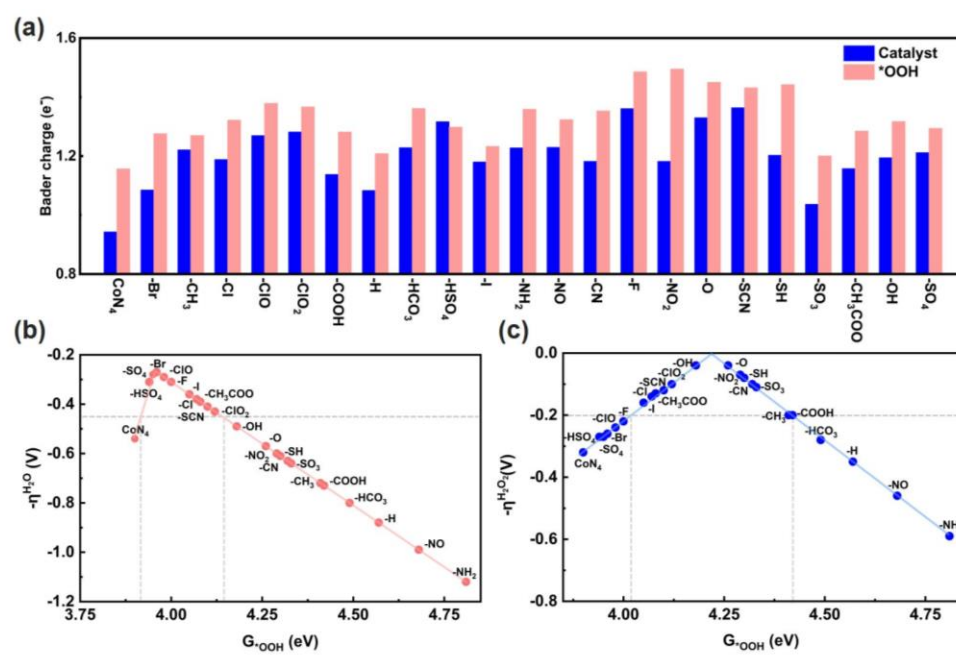 (a)
1.6
1.2
0.8
Bader charge (e⁻)
Catalyst
*OOH
CoN₄
-Br
-CH₃
-Cl
-ClO
-ClO₂
-COOH
-H
-HCO₃
-HSO₄
-I
-NH₂
-NO
-CN
-F
-NO₂
-O
-SCN
-SH
-SO₃
-CH₃COO
-OH
-SO₄
(b)
-0.2
-0.4
-0.6
-0.8
-1.0
-1.2
-η^H₂O (V)
-Br
-SO₄
-ClO
-F
-HSO₄
-I
-CH₃COO
-Cl
-SCN
-ClO₂
CoN₄
-OH
-O
-NO₂
-SH
-CN
-SO₃
-CH₃
-COOH
-HCO₃
-H
-NO
-NH₂
3.75
4.00
4.25
4.50
4.75
G*OOH (eV)
(c)
0.0
-0.2
-0.4
-0.6
-0.8
-η^H₂O₂(V)
-OH
-O
-ClO₂
-SH
-SCN
-NO₂
-Cl
-CN
-SO₃
-I
-CH₃COO
-F
-ClO
-CH₃
-COOH
-HSO₄
-Br
-HCO₃
-SO₄
CoN₄
-H
-NO
-NH
4.00
4.25
4.50
4.75
G*OOH (eV)